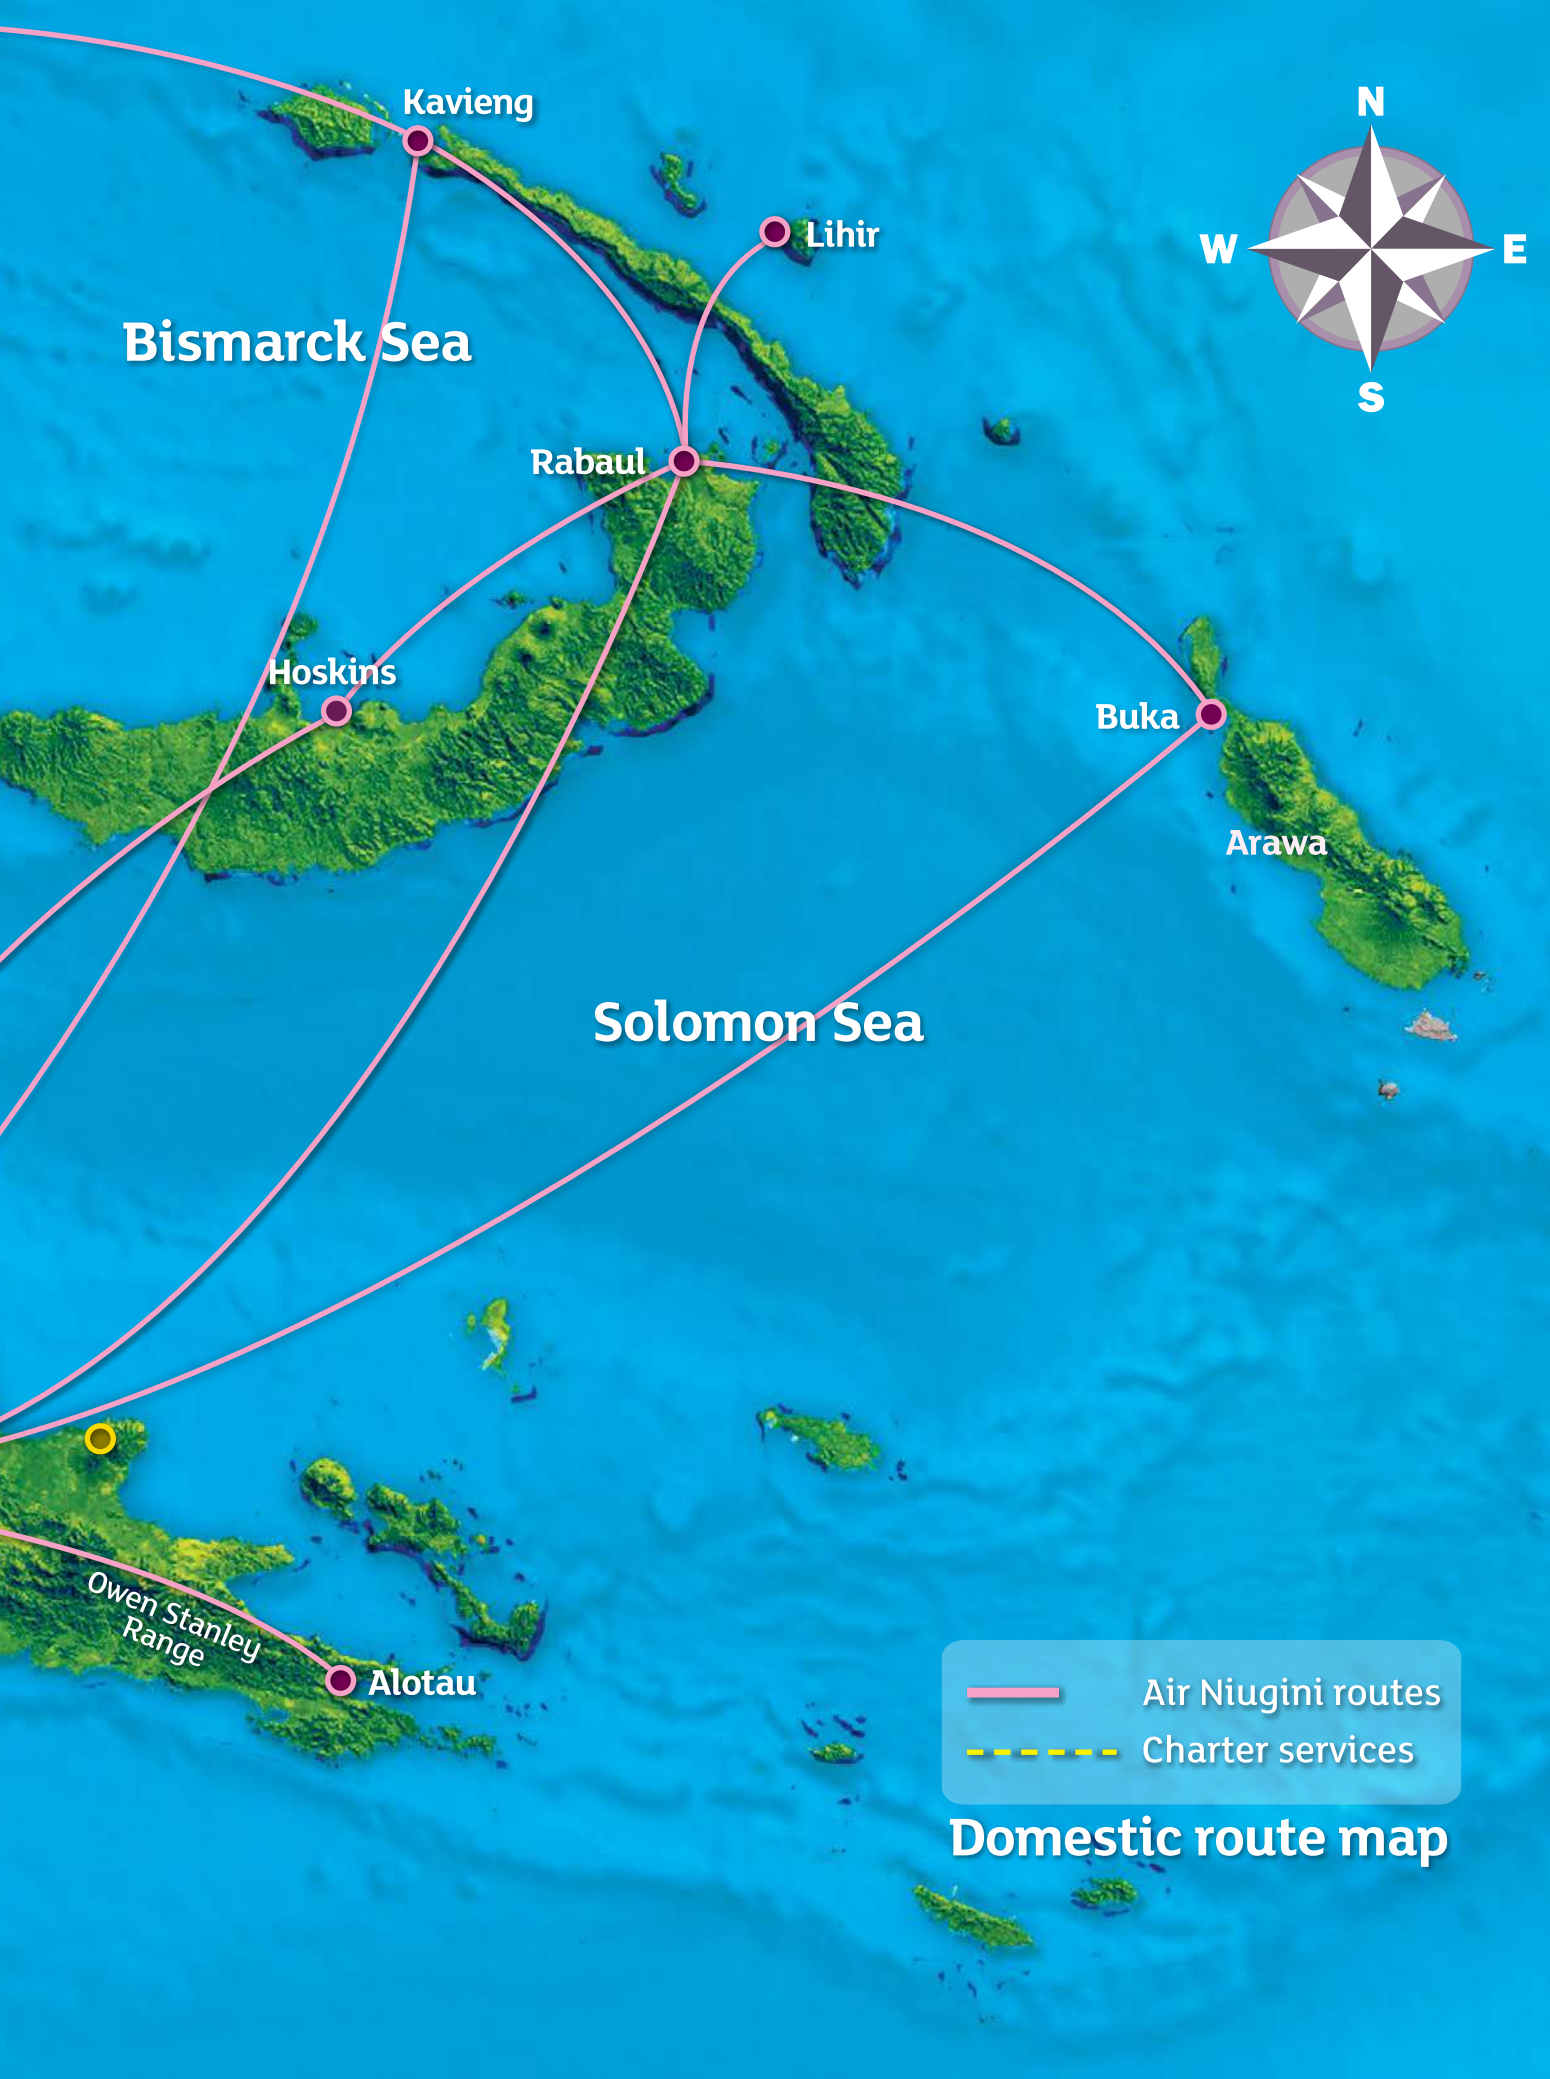 Kavieng
N
Lihir
W
E
Bismarck Sea
S
Rabaul
Hoskins
Buka
Arawa
Solomon Sea
Owen Stanley
Range
Alotau
Air Niugini routes
Charter services
Domestic route map